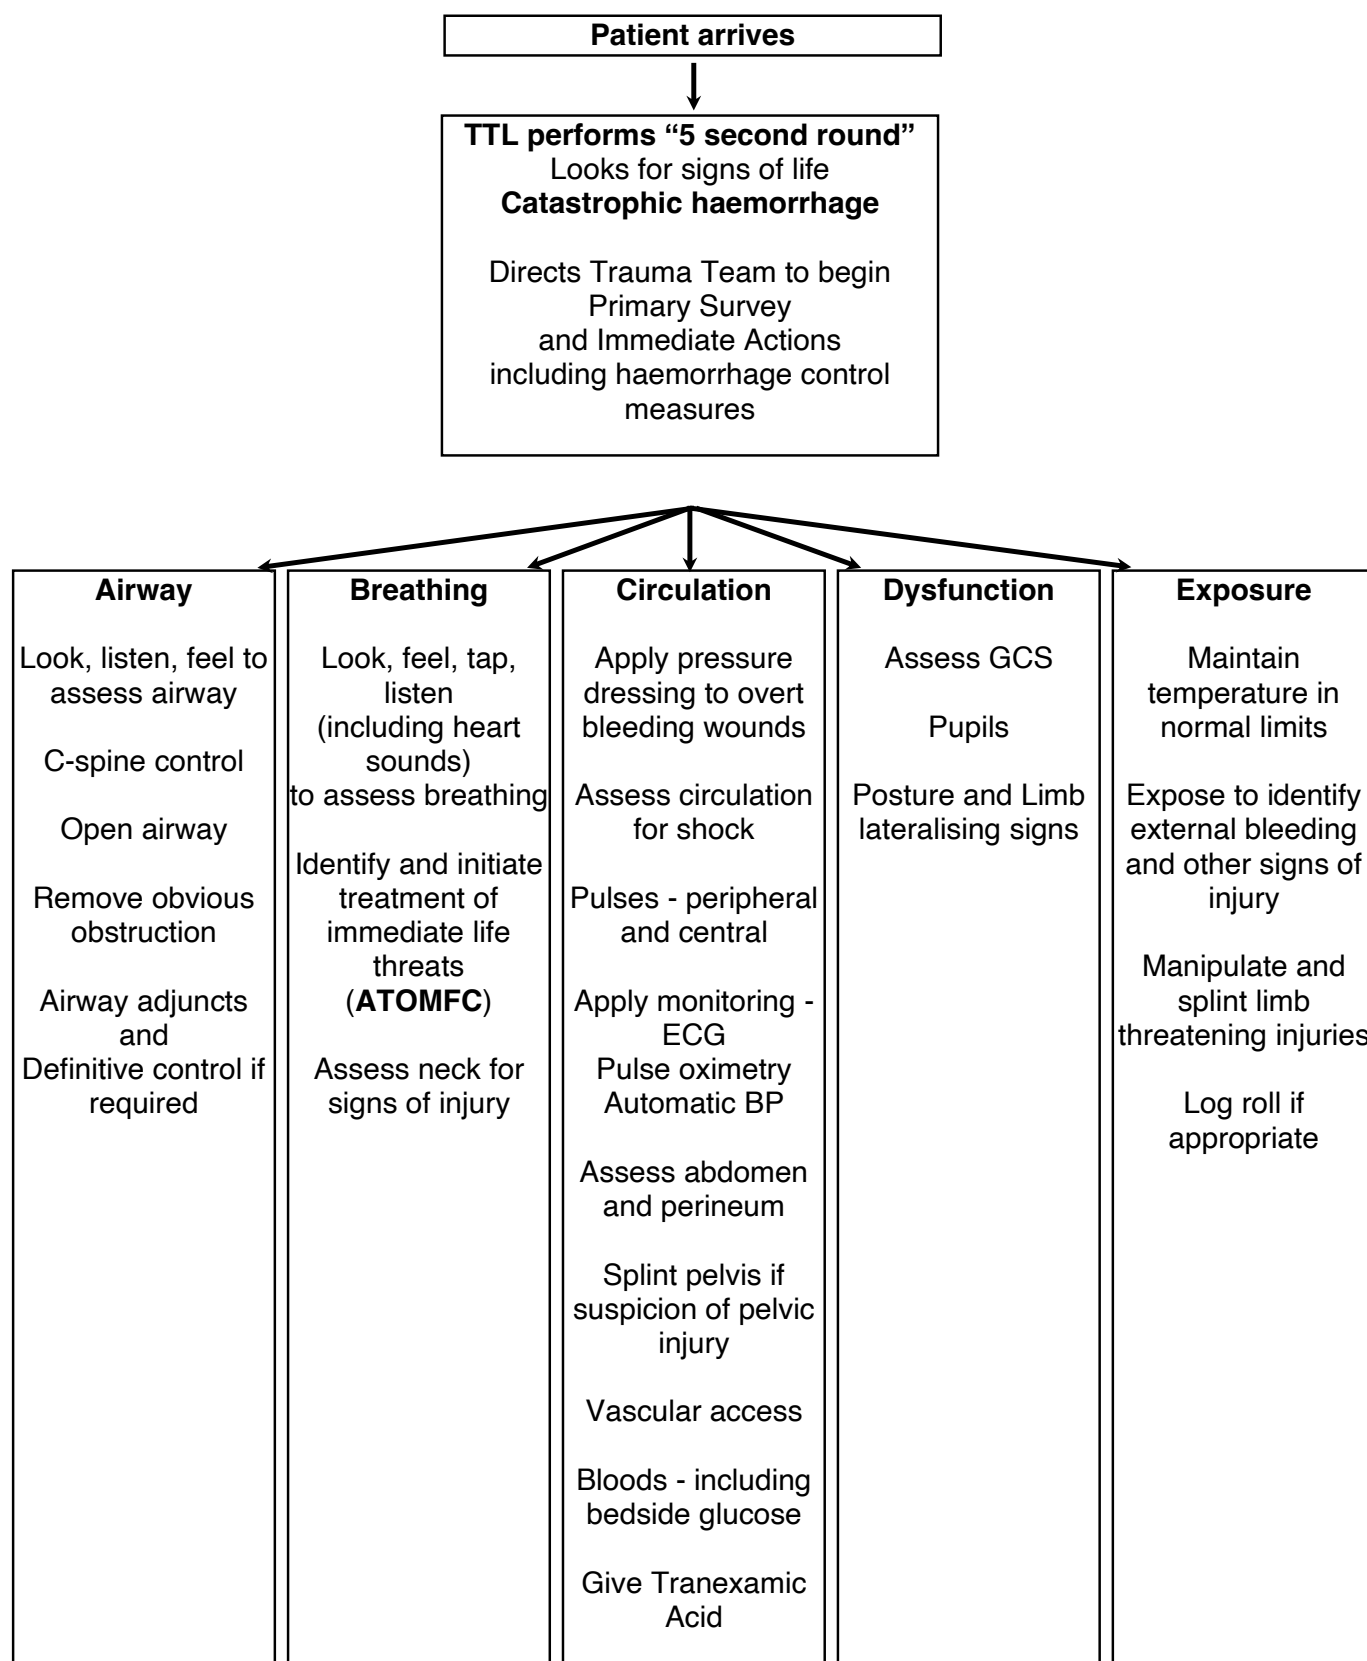 Patient arrives
TTL performs “5 second round”
Looks for signs of life
Catastrophic haemorrhage
Directs Trauma Team to begin
Primary Survey
and Immediate Actions
including haemorrhage control
measures
Airway
Look, listen, feel to
assess airway
C-spine control
Open airway
Remove obvious
obstruction
Airway adjuncts
and
Definitive control if
required
Breathing
Look, feel, tap,
listen
(including heart
sounds)
to assess breathing
Identify and initiate
treatment of
immediate life
threats
(ATOMFC)
Assess neck for
signs of injury
Circulation
Apply pressure
dressing to overt
bleeding wounds
Assess circulation
for shock
Pulses - peripheral
and central
Apply monitoring -
ECG
Pulse oximetry
Automatic BP
Assess abdomen
and perineum
Splint pelvis if
suspicion of pelvic
injury
Vascular access
Bloods - including
bedside glucose
Give Tranexamic
Acid
Dysfunction
Assess GCS
Pupils
Posture and Limb
lateralising signs
Exposure
Maintain
temperature in
normal limits
Expose to identify
external bleeding
and other signs of
injury
Manipulate and
splint limb
threatening injuries
Log roll if
appropriate